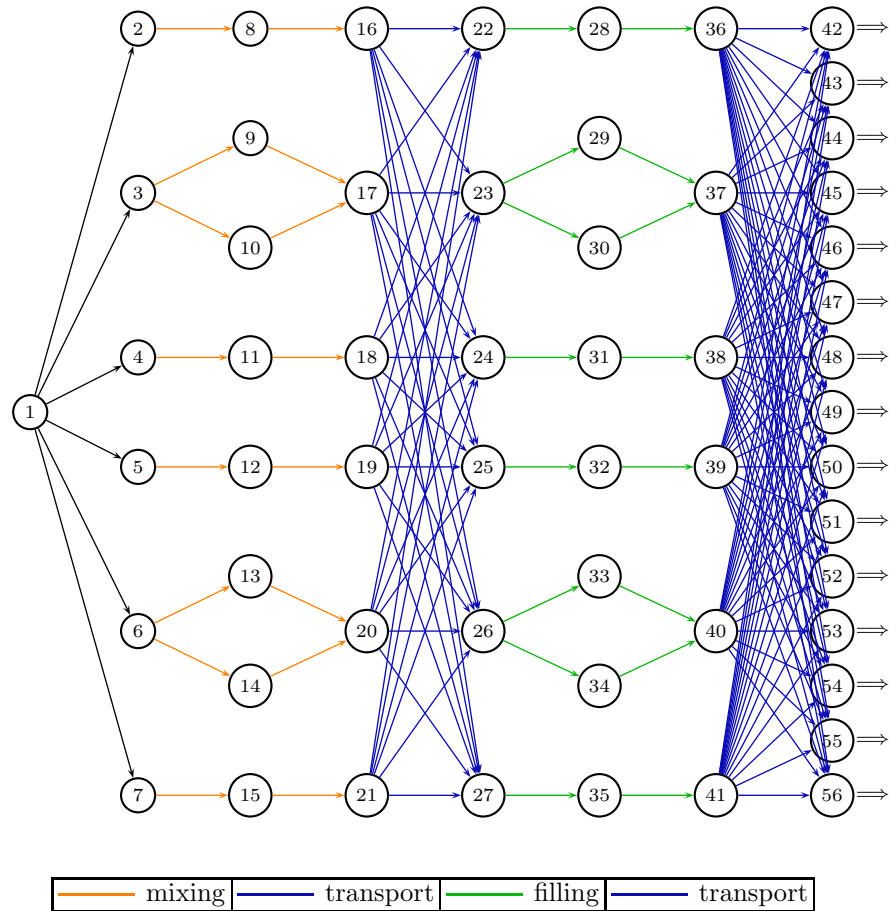 2 8 16 22 28 36 42 ⇒
43 ⇒
9 29 44 ⇒
3 17 23 37 45 ⇒
10 30 46 ⇒
47 ⇒
4 11 18 24 31 38 48 ⇒
1 49 ⇒
5 12 19 25 32 39 50 ⇒
51 ⇒
13 33 52 ⇒
6 20 26 40 53 ⇒
14 34 54 ⇒
55 ⇒
7 15 21 27 35 41 56 ⇒
mixing transport filling transport